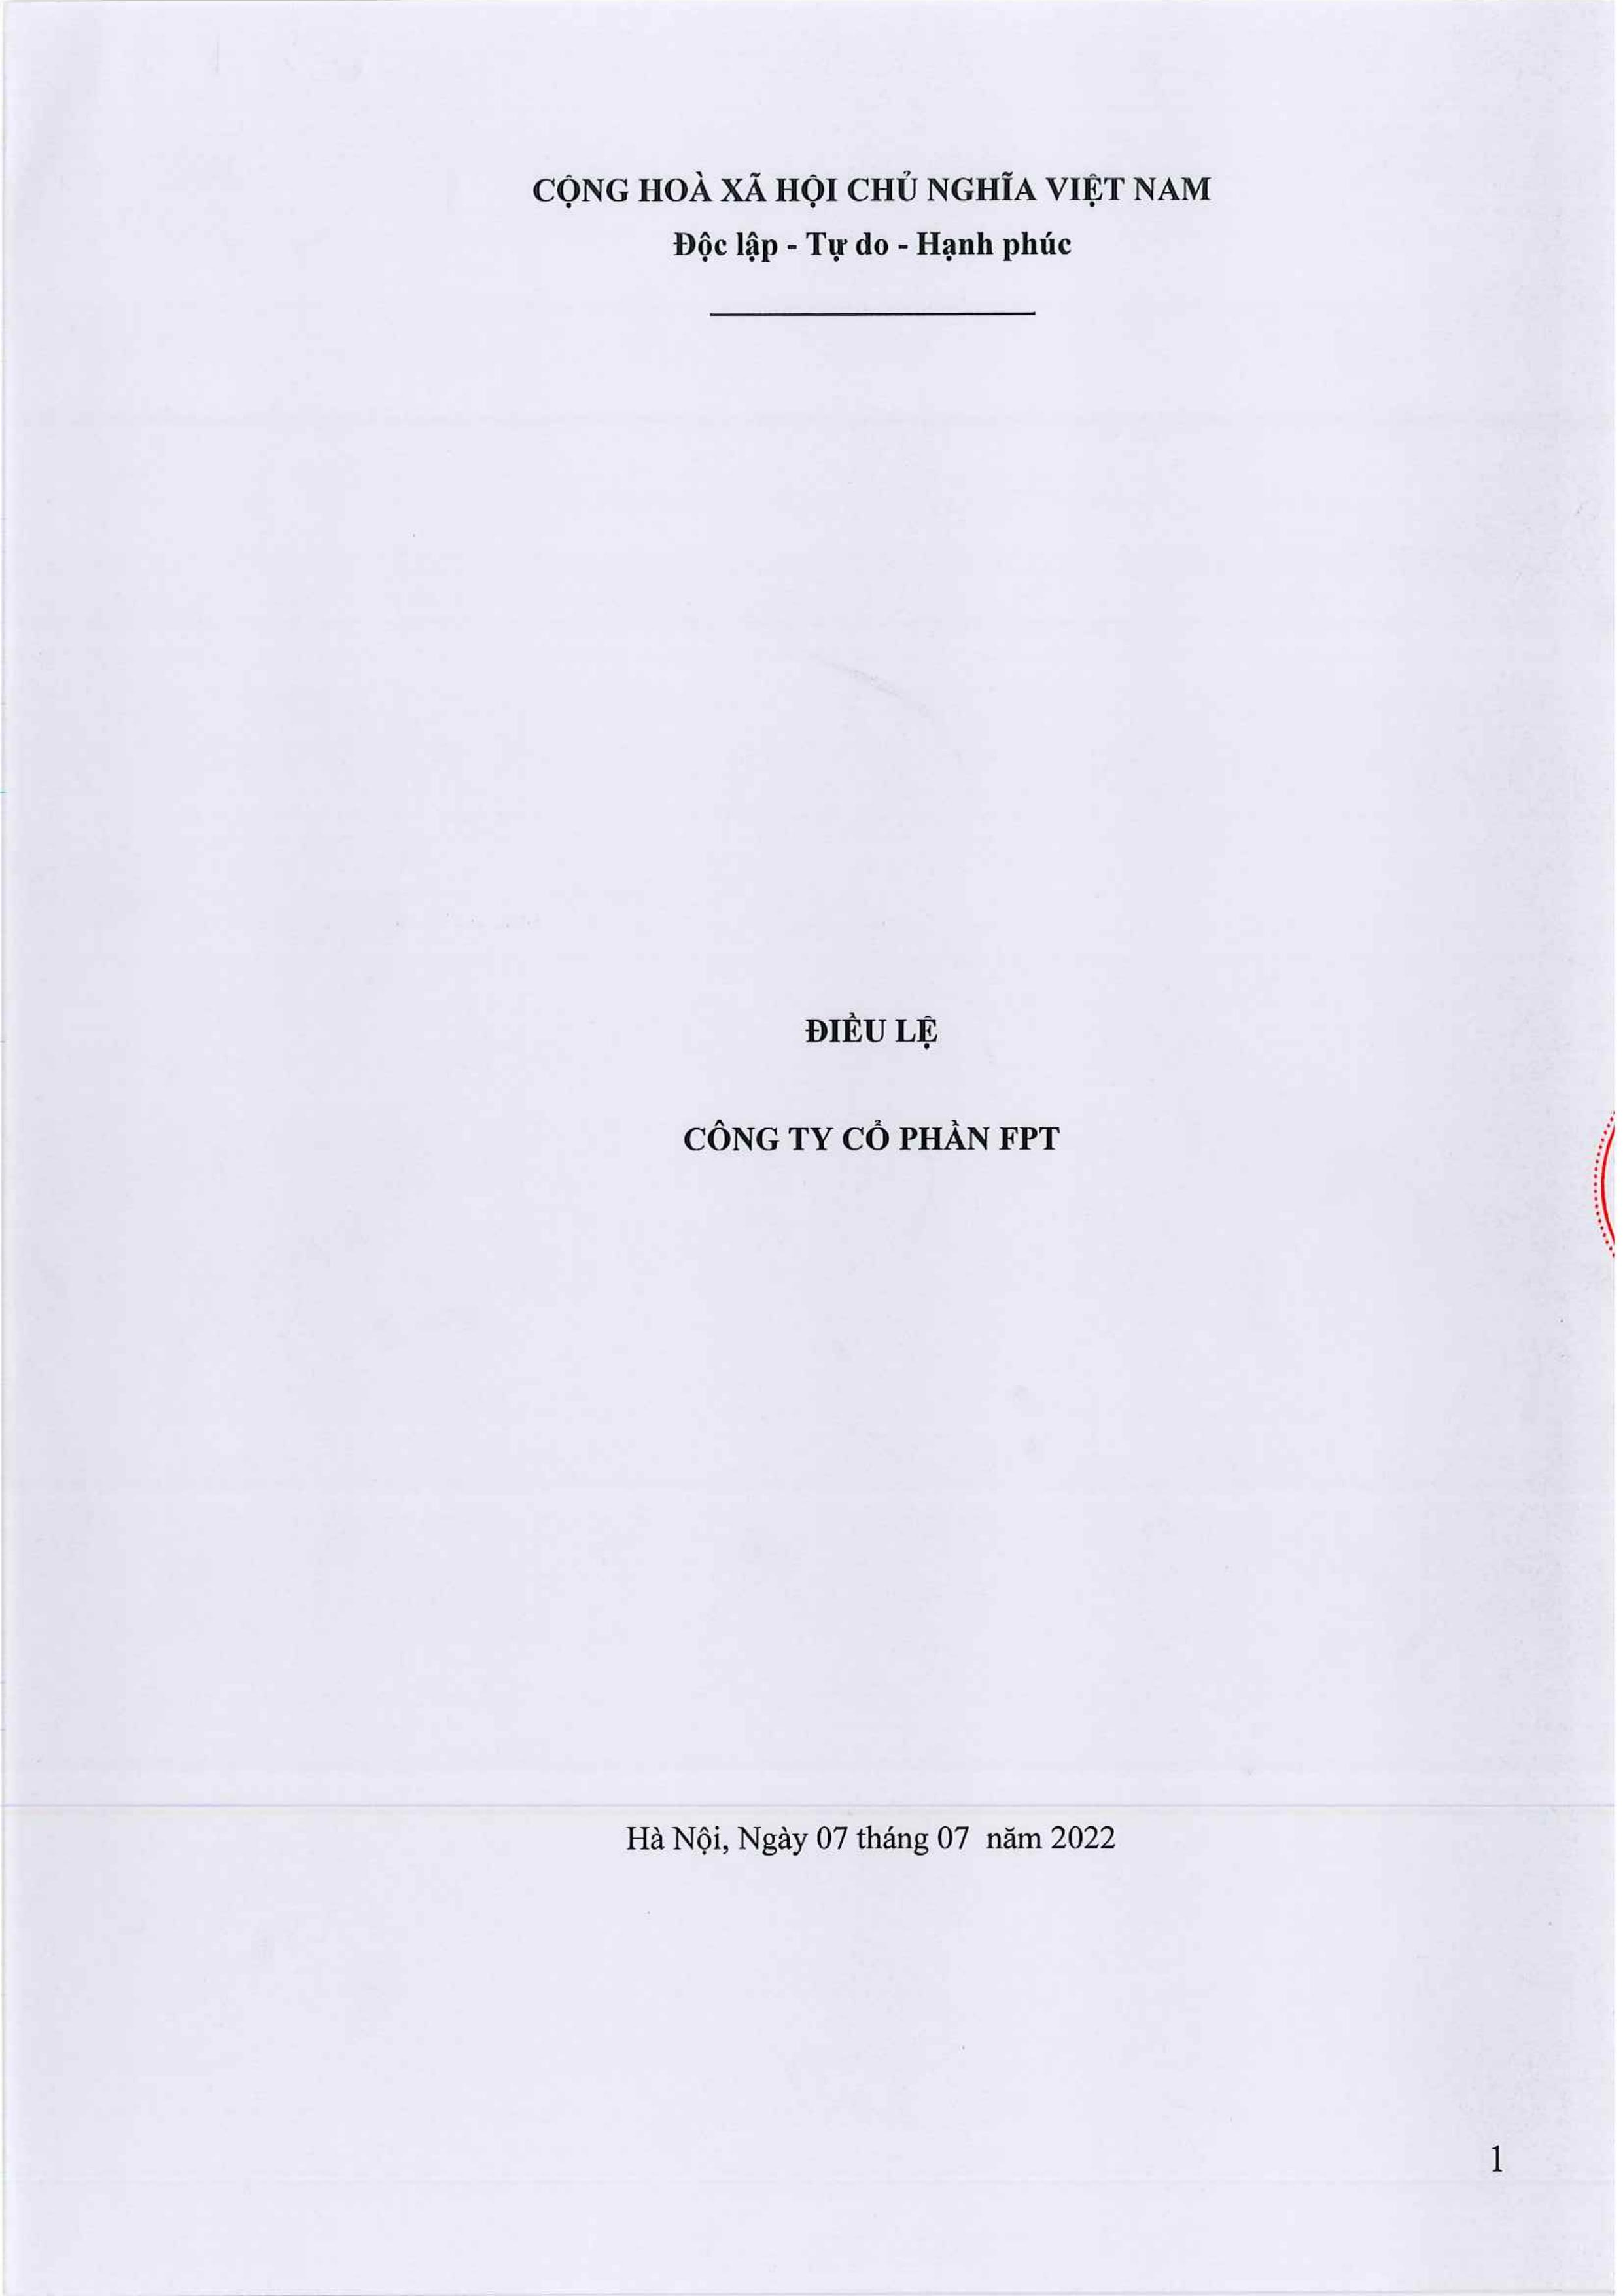 CỘNG HOÀ XÃ HỘI CHỦ NGHĨA VIỆT NAM
Độc lập - Tự do - Hạnh phúc
ĐIỀU LỆ
CÔNG TY CỔ PHẦN FPT
Hà Nội, Ngày 07 tháng 07 năm 2022
1